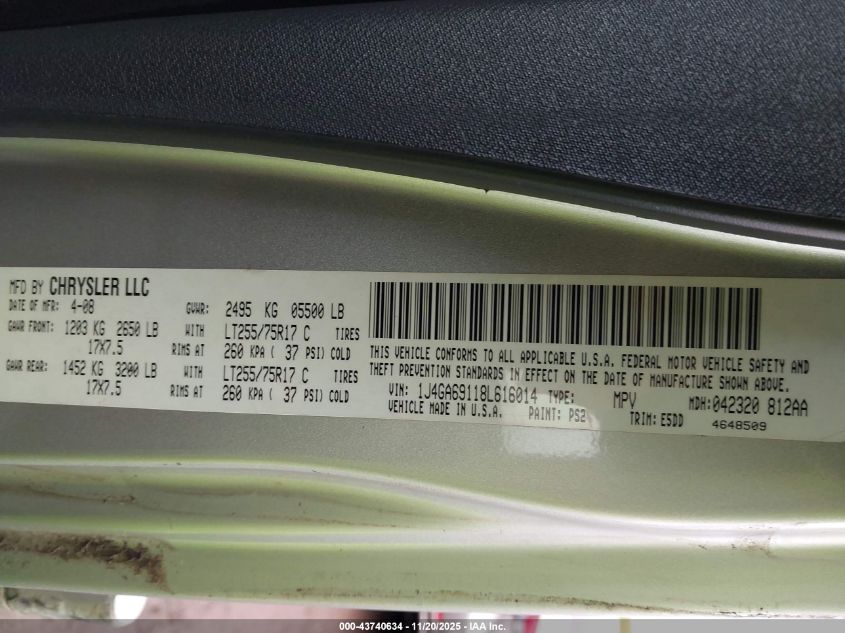 MFD BY CHRYSLER LLC
DATE OF MFR: 4-08 GVWR: 2495 KG 05500 LB
GAWR FRONT: 1203 KG 2650 LB WITH LT255/75R17 C TIRES
17X7.5 RIMS AT 260 KPA ( 37 PSI) COLD
GAWR REAR: 1452 KG 3200 LB WITH LT255/75R17 C TIRES
17X7.5 RIMS AT 260 KPA ( 37 PSI) COLD
THIS VEHICLE CONFORMS TO ALL APPLICABLE U.S.A. FEDERAL MOTOR VEHICLE SAFETY AND
THEFT PREVENTION STANDARDS IN EFFECT ON THE DATE OF MANUFACTURE SHOWN ABOVE.
VIN: 1J4GA69118L616014 TYPE: MPV MDH: 042320 812AA
VEHICLE MADE IN U.S.A. PAINT: PS2 TRIM: E5DD 4648509
000-43740634 - 11/20/2025 - IAA Inc.